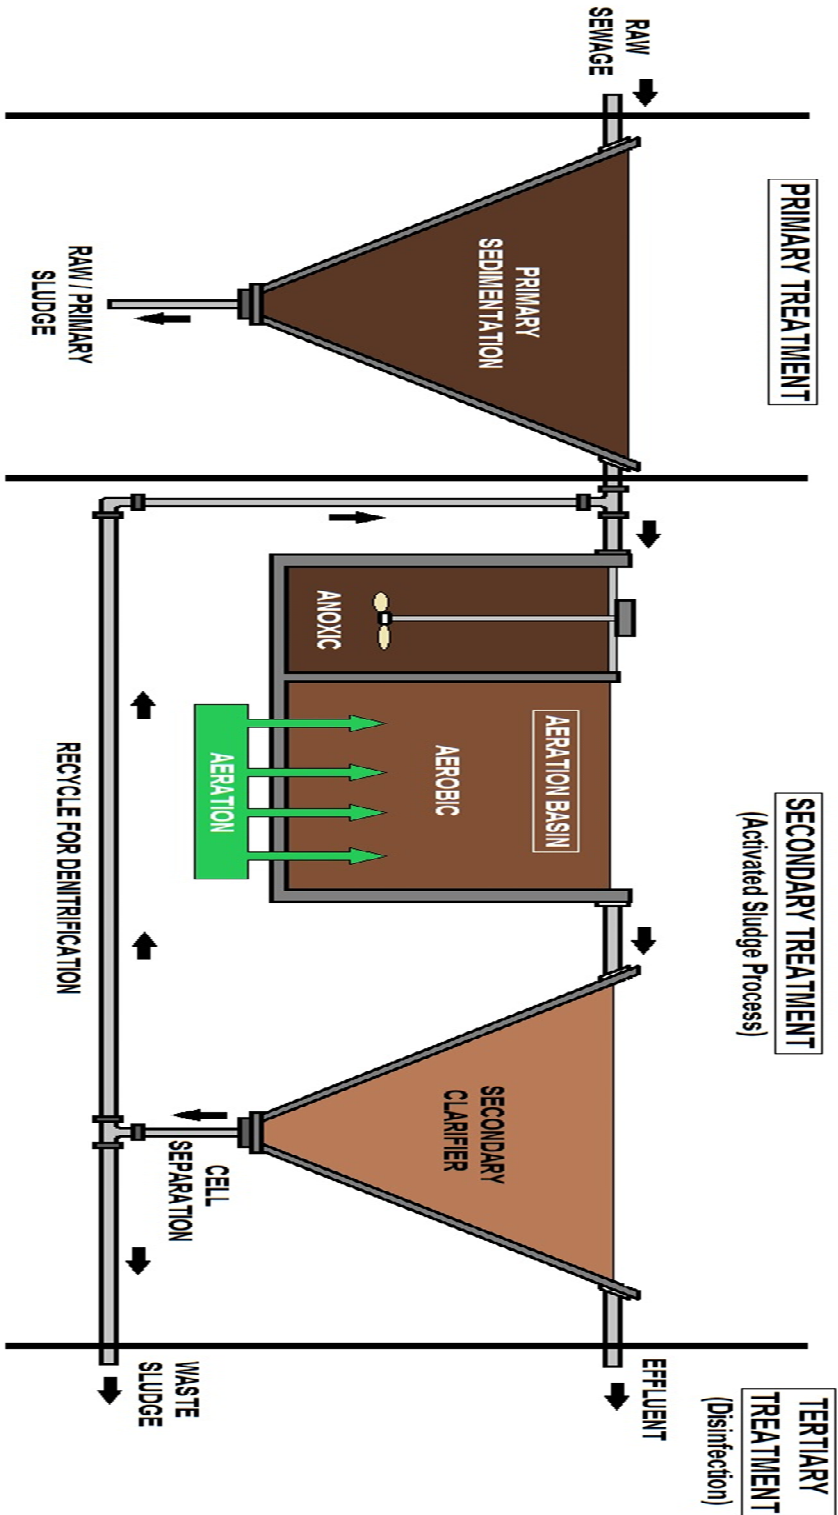 PRIMARY TREATMENT
SECONDARY TREATMENT
(Activated Sludge Process)
TERTIARY
TREATMENT
(Disinfection)
RAW
SEWAGE
PRIMARY
SEDIMENTATION
RAW / PRIMARY
SLUDGE
AERATION BASIN
ANOXIC
AEROBIC
AERATION
SECONDARY
CLARIFIER
CELL
SEPARATION
RECYCLE FOR DENITRIFICATION
EFFLUENT
WASTE
SLUDGE